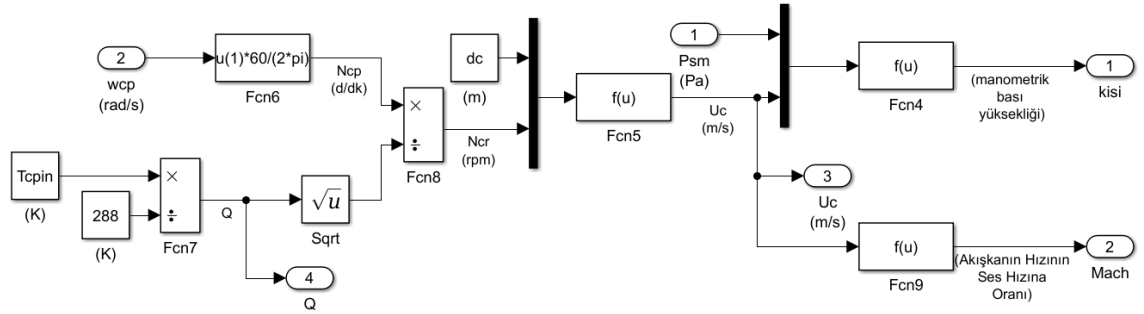 2
wcp
(rad/s)
u(1)*60/(2*pi)
Fcn6
Ncp
(d/dk)
×
÷
Fcn8
Tcpin
(K)
288
(K)
×
÷
Fcn7
Q
√u
Sqrt
4
Q
Ncr
(rpm)
dc
(m)
f(u)
Fcn5
1
Psm
(Pa)
Uc
(m/s)
f(u)
Fcn4
(manometrik
bası
yüksekliği)
1
kisi
3
Uc
(m/s)
f(u)
Fcn9
(Akışkanın Hızının
Ses Hızına
Oranı)
2
Mach